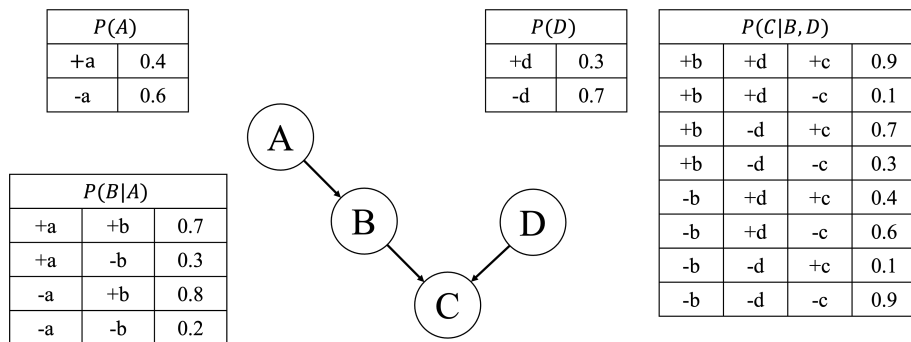 P(A)
+a 0.4
-a 0.6
P(D)
+d 0.3
-d 0.7
P(C|B, D)
+b +d +c 0.9
+b +d -c 0.1
+b -d +c 0.7
+b -d -c 0.3
-b +d +c 0.4
-b +d -c 0.6
-b -d +c 0.1
-b -d -c 0.9
A
P(B|A)
+a +b 0.7
+a -b 0.3
-a +b 0.8
-a -b 0.2
B
D
C